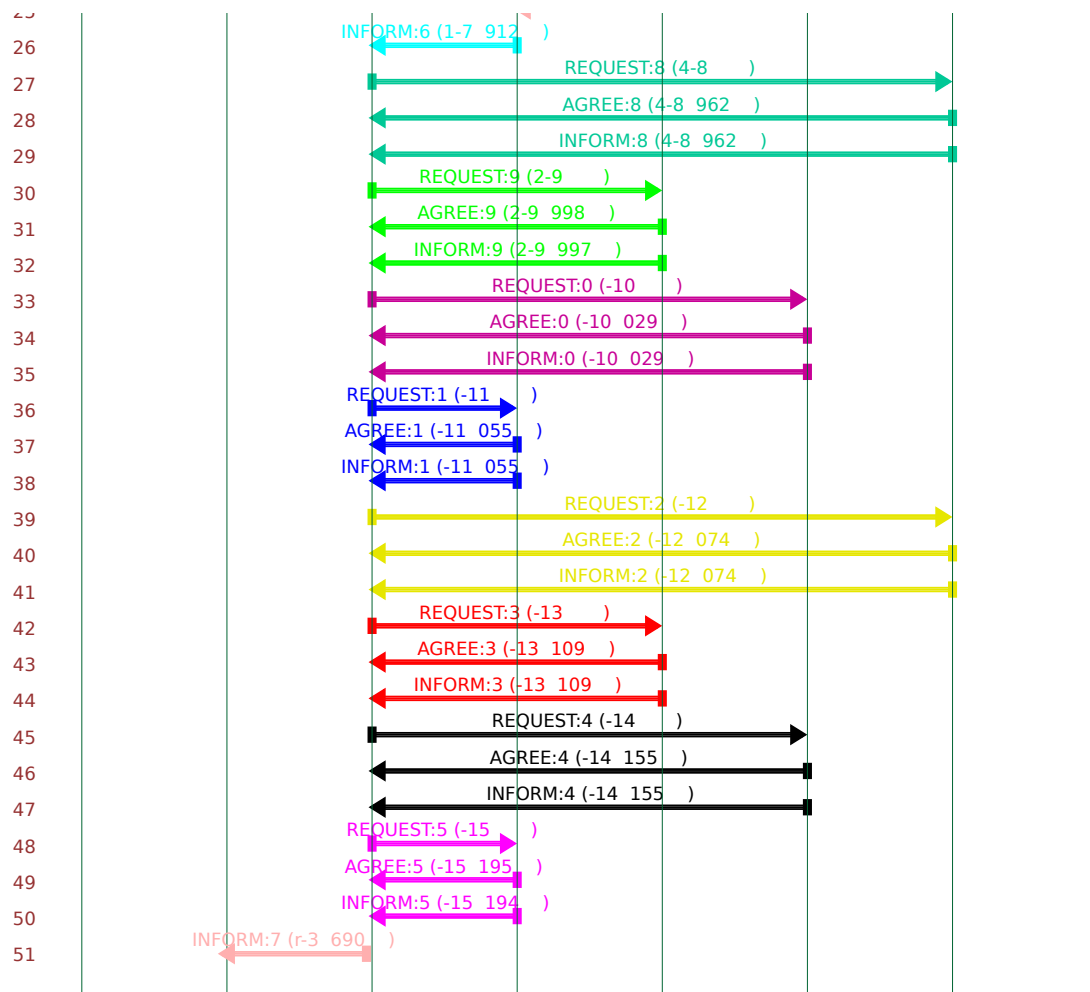 25
INFORM:6 (1-7 912 )
26
REQUEST:8 (4-8 )
27
AGREE:8 (4-8 962 )
28
INFORM:8 (4-8 962 )
29
REQUEST:9 (2-9 )
30
AGREE:9 (2-9 998 )
31
INFORM:9 (2-9 997 )
32
REQUEST:0 (-10 )
33
AGREE:0 (-10 029 )
34
INFORM:0 (-10 029 )
35
REQUEST:1 (-11 )
36
AGREE:1 (-11 055 )
37
INFORM:1 (-11 055 )
38
REQUEST:2 (-12 )
39
AGREE:2 (-12 074 )
40
INFORM:2 (-12 074 )
41
REQUEST:3 (-13 )
42
AGREE:3 (-13 109 )
43
INFORM:3 (-13 109 )
44
REQUEST:4 (-14 )
45
AGREE:4 (-14 155 )
46
INFORM:4 (-14 155 )
47
REQUEST:5 (-15 )
48
AGREE:5 (-15 195 )
49
INFORM:5 (-15 194 )
50
INFORM:7 (r-3 690 )
51